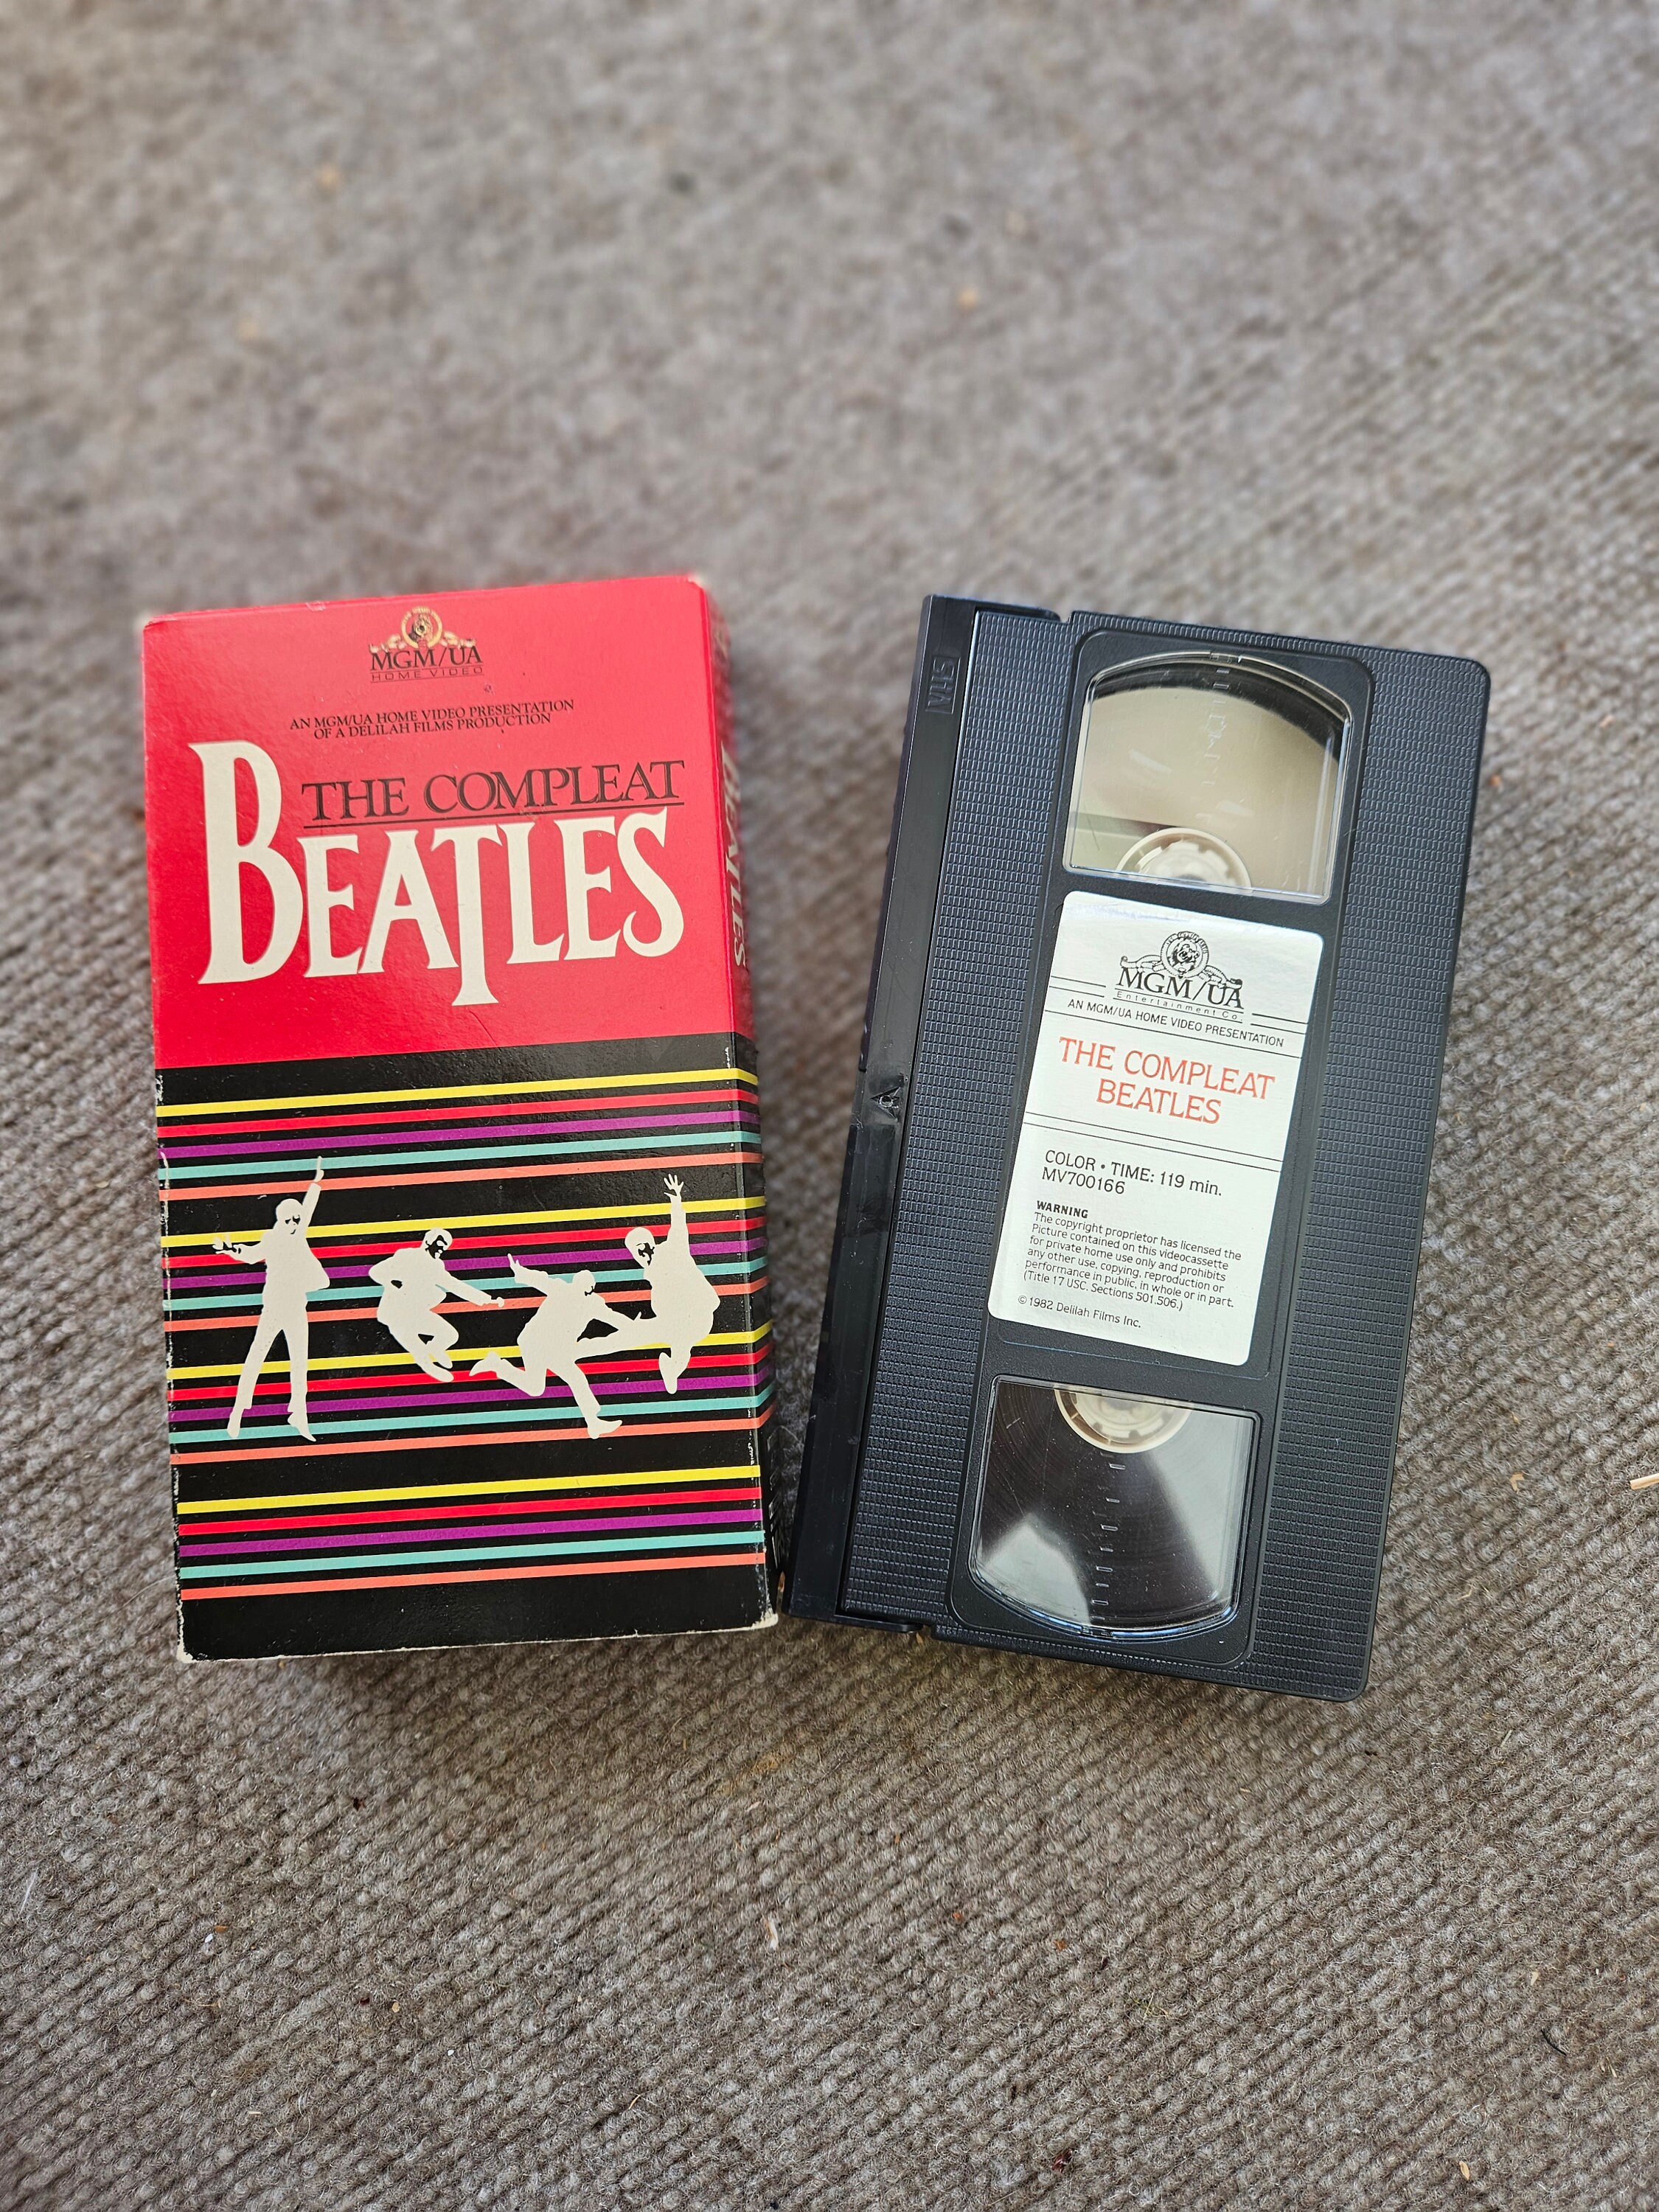 MGM/UA
HOME VIDEO
AN MGM/UA HOME VIDEO PRESENTATION
OF A DELILAH FILMS PRODUCTION
THE COMPLEAT
BEATLES
BEATLES
VHS
MGM/UA
Entertainment Co.
AN MGM/UA HOME VIDEO PRESENTATION
THE COMPLEAT
BEATLES
COLOR • TIME: 119 min.
MV700166
WARNING
The copyright proprietor has licensed the
Picture contained on this videocassette
for private home use only and prohibits
any other use, copying, reproduction or
performance in public, in whole or in part.
(Title 17 USC. Sections 501.506.)
©1982 Delilah Films Inc.